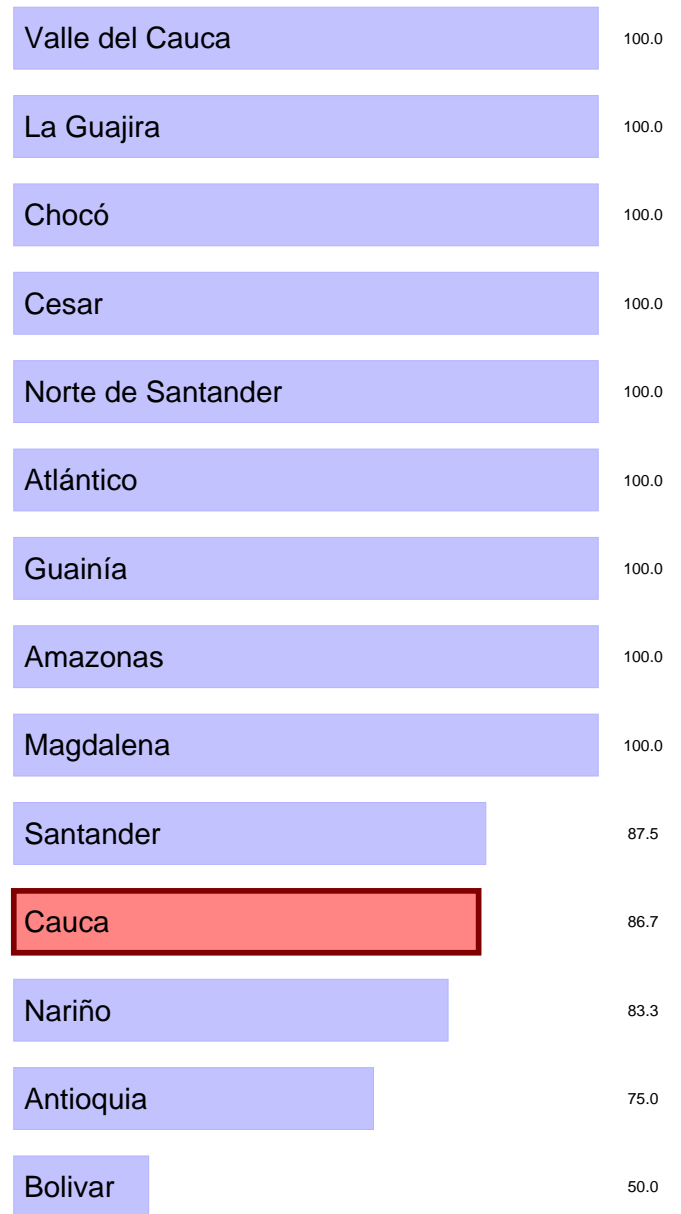 Valle del Cauca 100.0
La Guajira 100.0
Chocó 100.0
Cesar 100.0
Norte de Santander 100.0
Atlántico 100.0
Guainía 100.0
Amazonas 100.0
Magdalena 100.0
Santander 87.5
Cauca 86.7
Nariño 83.3
Antioquia 75.0
Bolivar 50.0